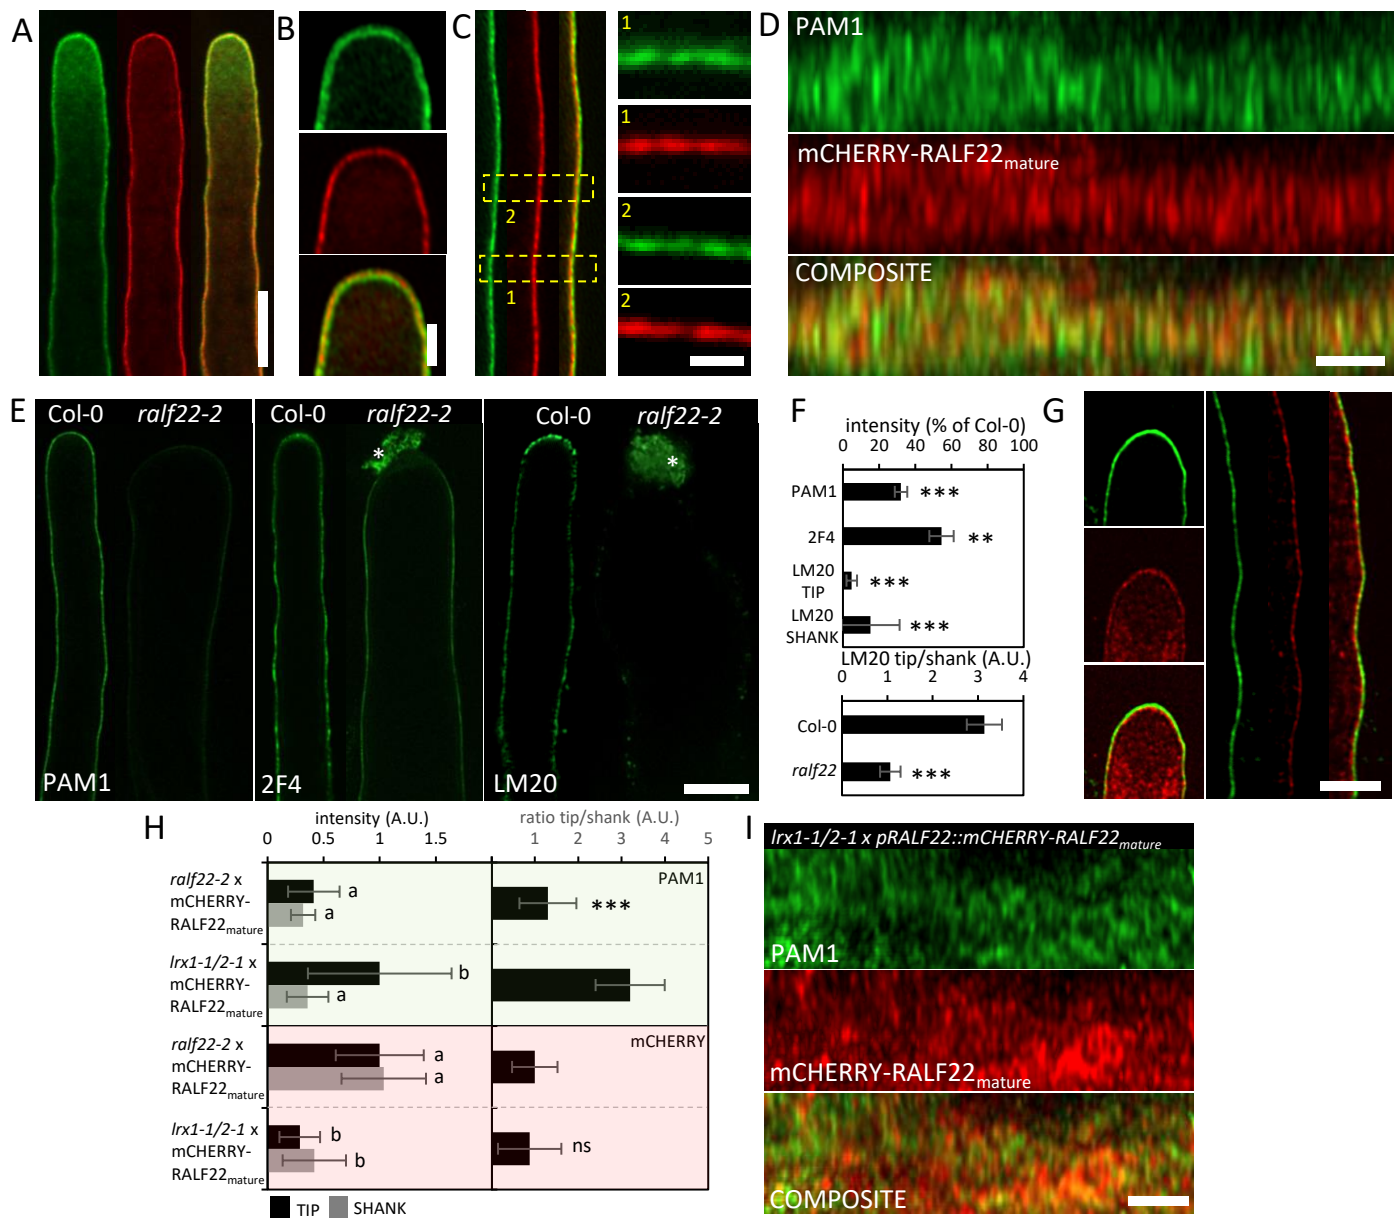 A
B
C
2
1
1
1
2
2
D
PAM1
mCHERRY-RALF22mature
COMPOSITE
E
Col-0
ralf22-2
Col-0
ralf22-2
Col-0
ralf22-2
*
*
PAM1
2F4
LM20
F
intensity (% of Col-0)
0 20 40 60 80 100
PAM1
***
2F4
**
LM20
TIP
***
LM20
SHANK
***
LM20 tip/shank (A.U.)
0 1 2 3 4
Col-0
ralf22
***
G
H
intensity (A.U.)
0 0.5 1 1.5
ratio tip/shank (A.U.)
1 2 3 4 5
PAM1
ralf22-2 x
mCHERRY-
RALF22mature
a
a
***
lrx1-1/2-1 x
mCHERRY-
RALF22mature
b
a
mCHERRY
ralf22-2 x
mCHERRY-
RALF22mature
a
a
lrx1-1/2-1 x
mCHERRY-
RALF22mature
b
b
ns
TIP
SHANK
I
lrx1-1/2-1 x pRALF22::mCHERRY-RALF22mature
PAM1
mCHERRY-RALF22mature
COMPOSITE